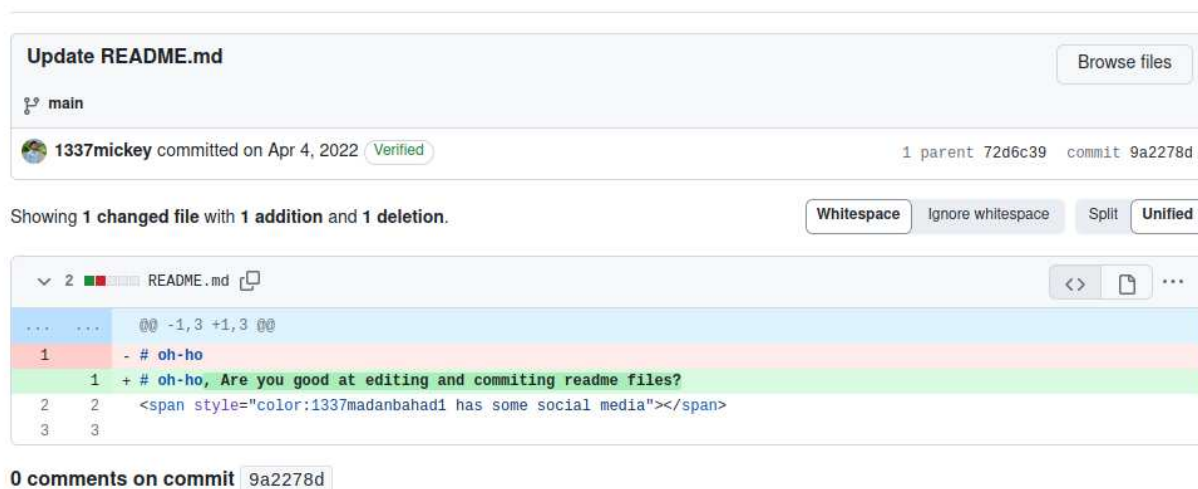 Update README.md
Browse files
main
1337mickey committed on Apr 4, 2022 Verified
1 parent 72d6c39 commit 9a2278d
Showing 1 changed file with 1 addition and 1 deletion.
Whitespace Ignore whitespace Split Unified
2 README.md
... ... @@ -1,3 +1,3 @@
1 - # oh-ho
1 + # oh-ho, Are you good at editing and commiting readme files?
2 2 <span style="color:1337madanbahad1 has some social media"></span>
3 3
0 comments on commit 9a2278d